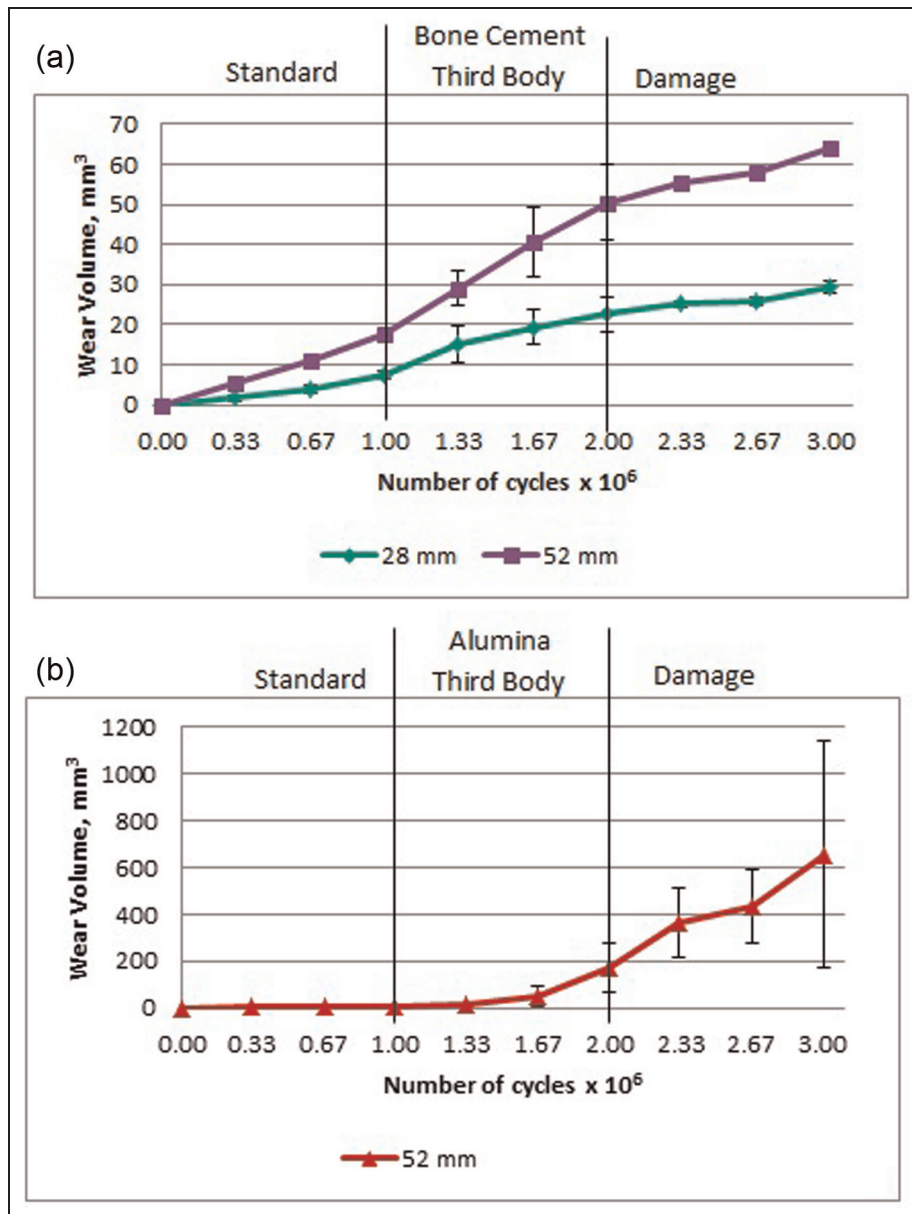 (a)
Standard
Bone Cement
Third Body
Damage
Wear Volume, mm³
70
60
50
40
30
20
10
0
0.00 0.33 0.67 1.00 1.33 1.67 2.00 2.33 2.67 3.00
Number of cycles x 10⁶
28 mm 52 mm
(b)
Standard
Alumina
Third Body
Damage
Wear Volume, mm³
1200
1000
800
600
400
200
0
0.00 0.33 0.67 1.00 1.33 1.67 2.00 2.33 2.67 3.00
Number of cycles x 10⁶
52 mm